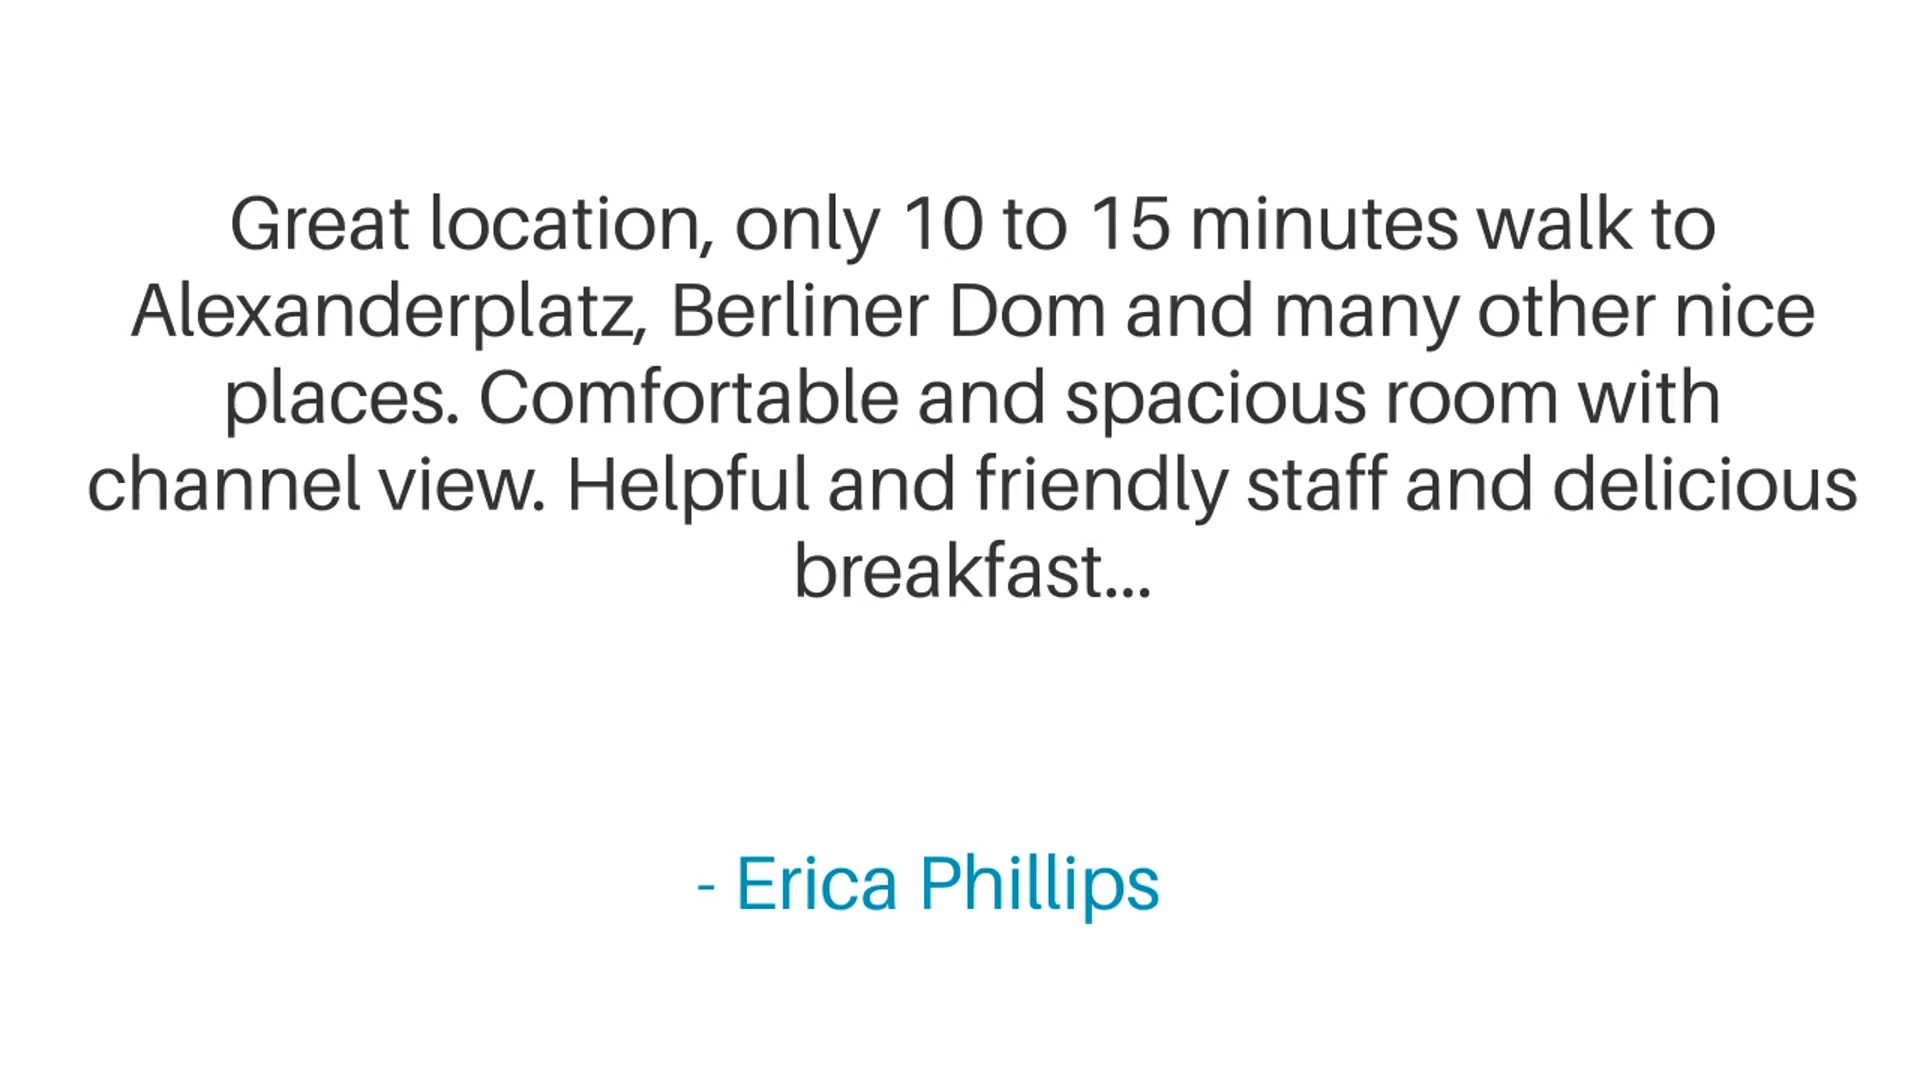 Great location, only 10 to 15 minutes walk to
Alexanderplatz, Berliner Dom and many other nice
places. Comfortable and spacious room with
channel view. Helpful and friendly staff and delicious
breakfast...
- Erica Phillips